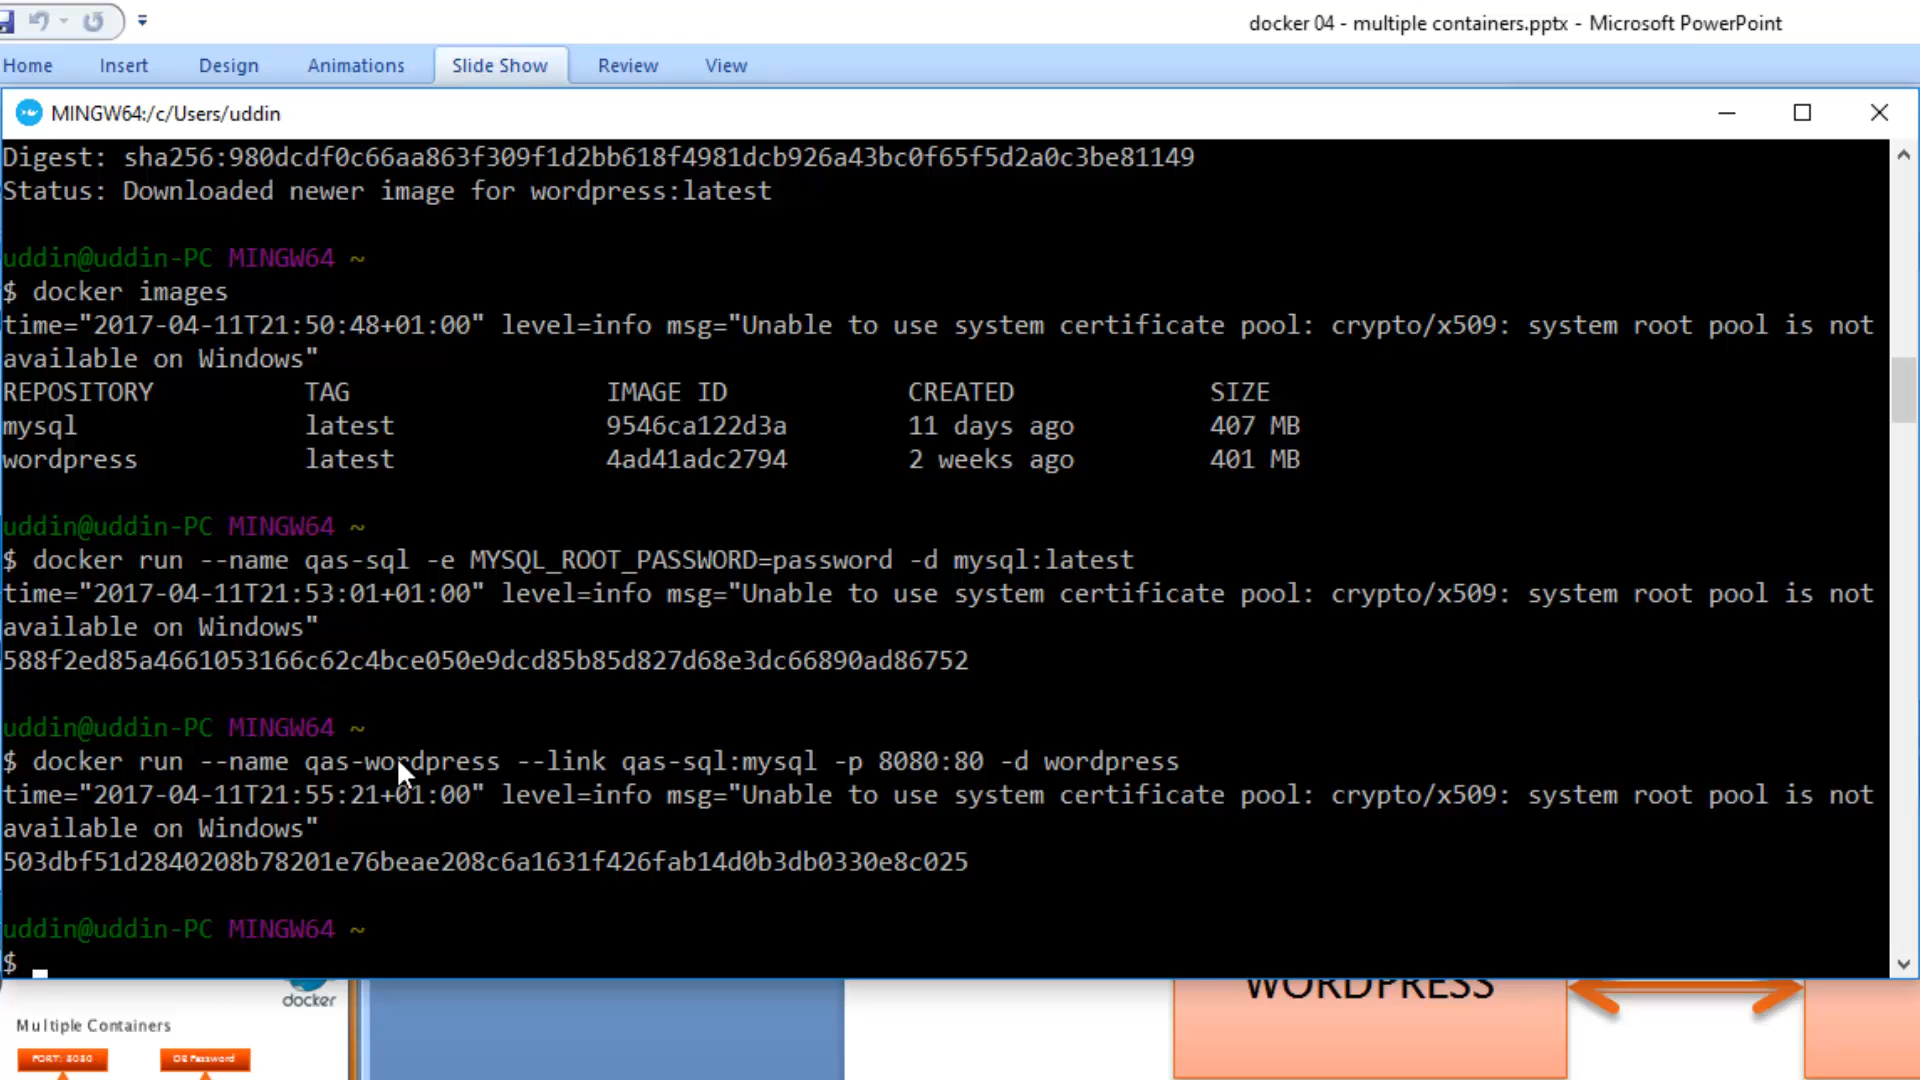 docker 04 - multiple containers.pptx - Microsoft PowerPoint
Home Insert Design Animations Slide Show Review View
MINGW64:/c/Users/uddin
Digest: sha256:980dcdf0c66aa863f309f1d2bb618f4981dcb926a43bc0f65f5d2a0c3be81149
Status: Downloaded newer image for wordpress:latest
uddin@uddin-PC MINGW64 ~
$ docker images
time="2017-04-11T21:50:48+01:00" level=info msg="Unable to use system certificate pool: crypto/x509: system root pool is not
available on Windows"
REPOSITORY TAG IMAGE ID CREATED SIZE
mysql latest 9546ca122d3a 11 days ago 407 MB
wordpress latest 4ad41adc2794 2 weeks ago 401 MB
uddin@uddin-PC MINGW64 ~
$ docker run --name qas-sql -e MYSQL_ROOT_PASSWORD=password -d mysql:latest
time="2017-04-11T21:53:01+01:00" level=info msg="Unable to use system certificate pool: crypto/x509: system root pool is not
available on Windows"
588f2ed85a4661053166c62c4bce050e9dcd85b85d827d68e3dc66890ad86752
uddin@uddin-PC MINGW64 ~
$ docker run --name qas-wordpress --link qas-sql:mysql -p 8080:80 -d wordpress
time="2017-04-11T21:55:21+01:00" level=info msg="Unable to use system certificate pool: crypto/x509: system root pool is not
available on Windows"
503dbf51d2840208b78201e76beae208c6a1631f426fab14d0b3db0330e8c025
uddin@uddin-PC MINGW64 ~
$
WORDPRESS
docker
Multiple Containers
PORT: 8080
DB Password